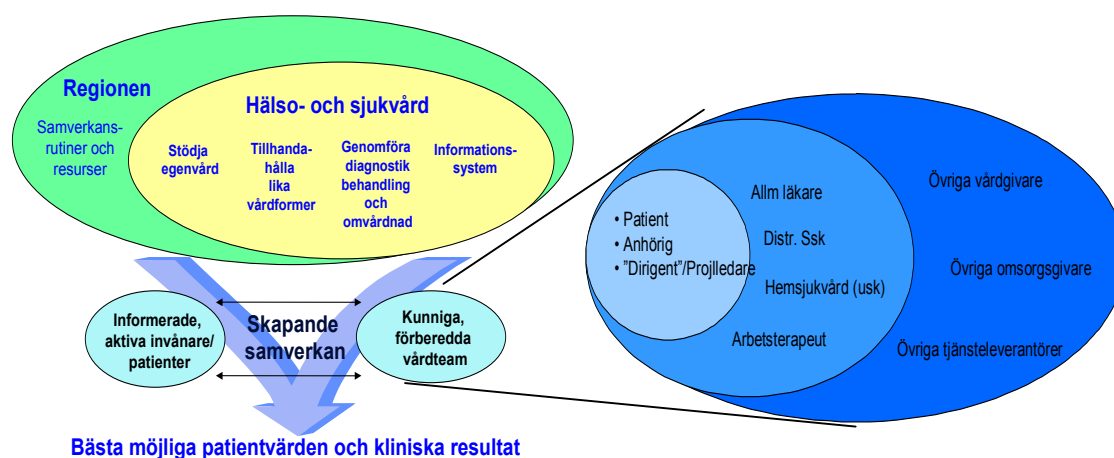 Regionen
Samverkans-
rutiner och
resurser
Hälso- och sjukvård
Stödja
egenvård
Tillhanda-
hålla
lika
vårdformer
Genomföra
diagnostik
behandling
och
omvårdnad
Informations-
system
Informerade,
aktiva invånare/
patienter
Skapande
samverkan
Kunniga,
förberedda
vårdteam
Bästa möjliga patientvärden och kliniska resultat
• Patient
• Anhörig
• ”Dirigent”/Projlledare
Allm läkare
Distr. Ssk
Hemsjukvård (usk)
Arbetsterapeut
Övriga vårdgivare
Övriga omsorgsgivare
Övriga tjänsteleverantörer